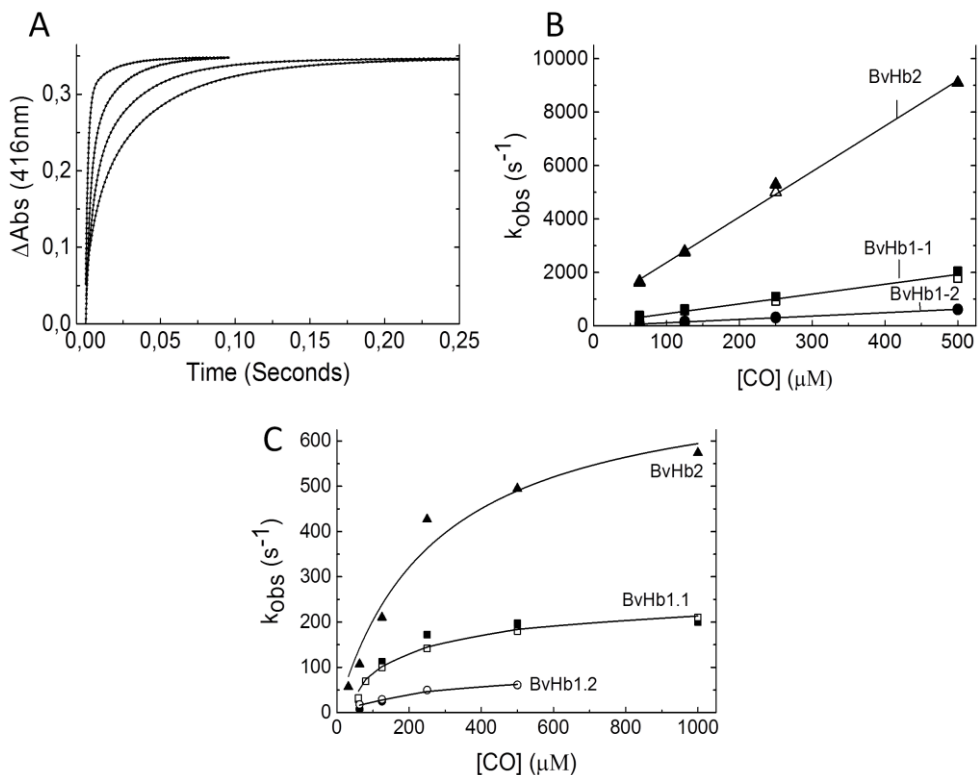 A
ΔAbs (416nm)
0,3
0,2
0,1
0,0
0,00 0,05 0,10 0,15 0,20 0,25
Time (Seconds)
B
k_obs (s⁻¹)
10000
8000
6000
4000
2000
0
BvHb2
BvHb1-1
BvHb1-2
0 100 200 300 400 500
[CO] (μM)
C
k_obs (s⁻¹)
600
500
400
300
200
100
0
BvHb2
BvHb1.1
BvHb1.2
0 200 400 600 800 1000
[CO] (μM)